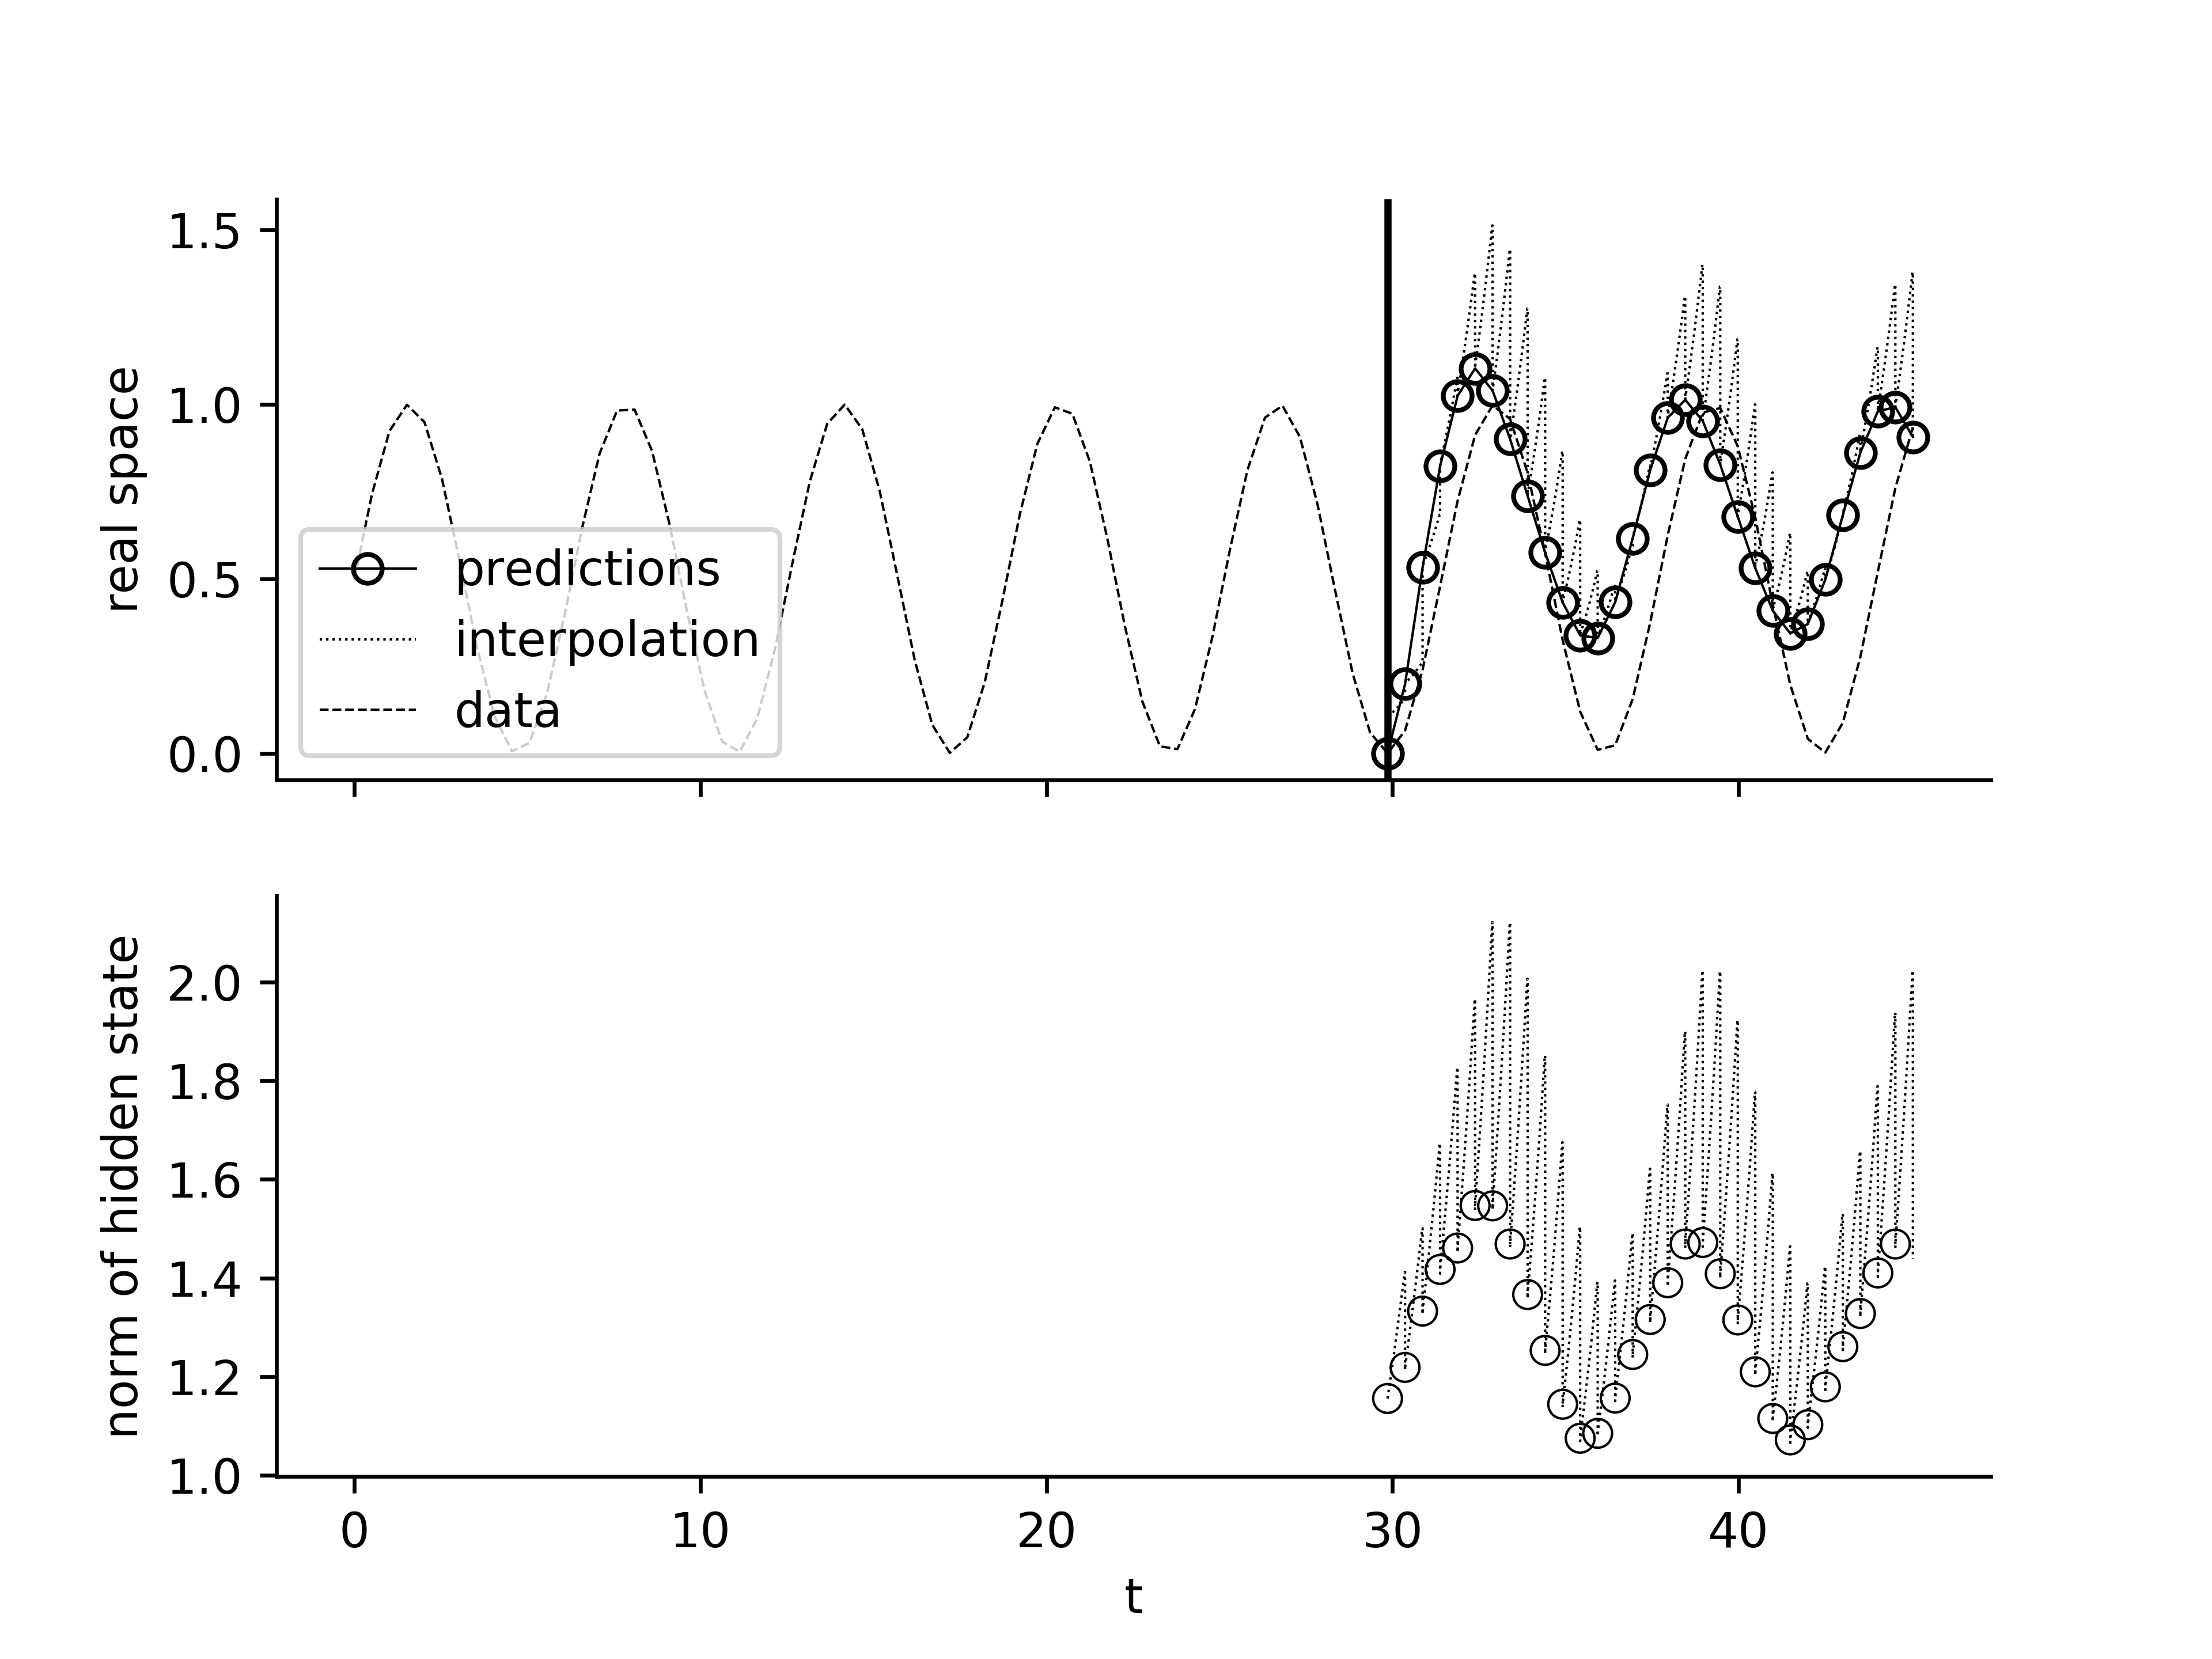 real space
1.5
1.0
0.5
0.0
predictions
interpolation
data
norm of hidden state
2.0
1.8
1.6
1.4
1.2
1.0
0 10 20 30 40
t